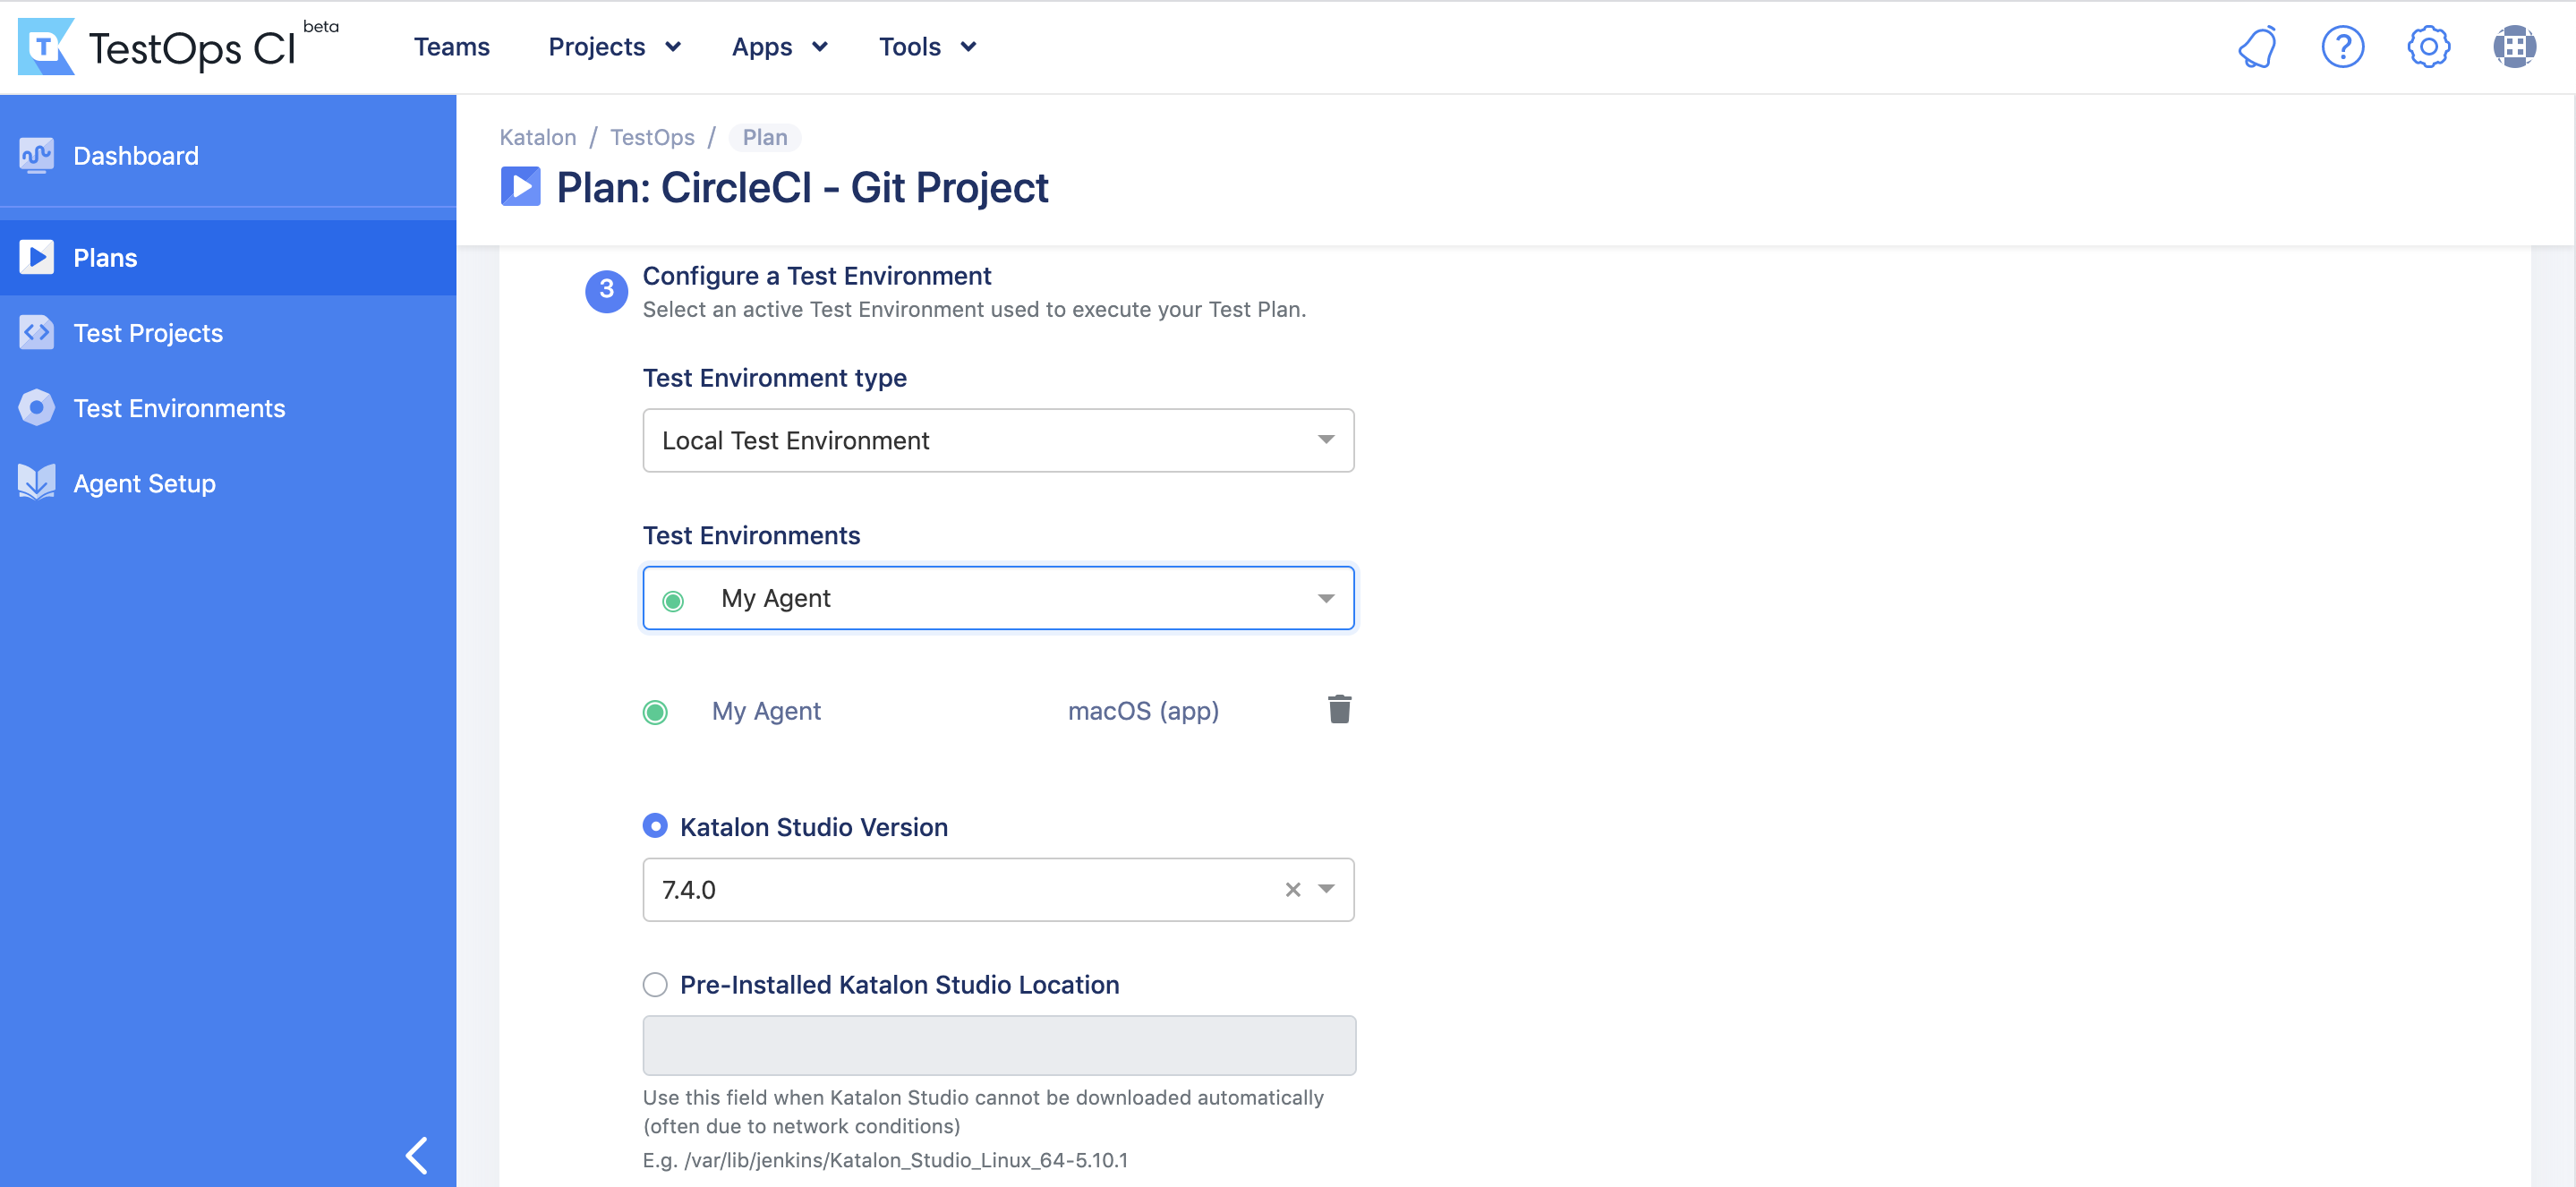 TestOps CI beta
Teams
Projects
Apps
Tools
Dashboard
Plans
Test Projects
Test Environments
Agent Setup
Katalon / TestOps / Plan
Plan: CircleCI - Git Project
3
Configure a Test Environment
Select an active Test Environment used to execute your Test Plan.
Test Environment type
Local Test Environment
Test Environments
My Agent
My Agent macOS (app)
Katalon Studio Version
7.4.0
Pre-Installed Katalon Studio Location
Use this field when Katalon Studio cannot be downloaded automatically
(often due to network conditions)
E.g. /var/lib/jenkins/Katalon_Studio_Linux_64-5.10.1